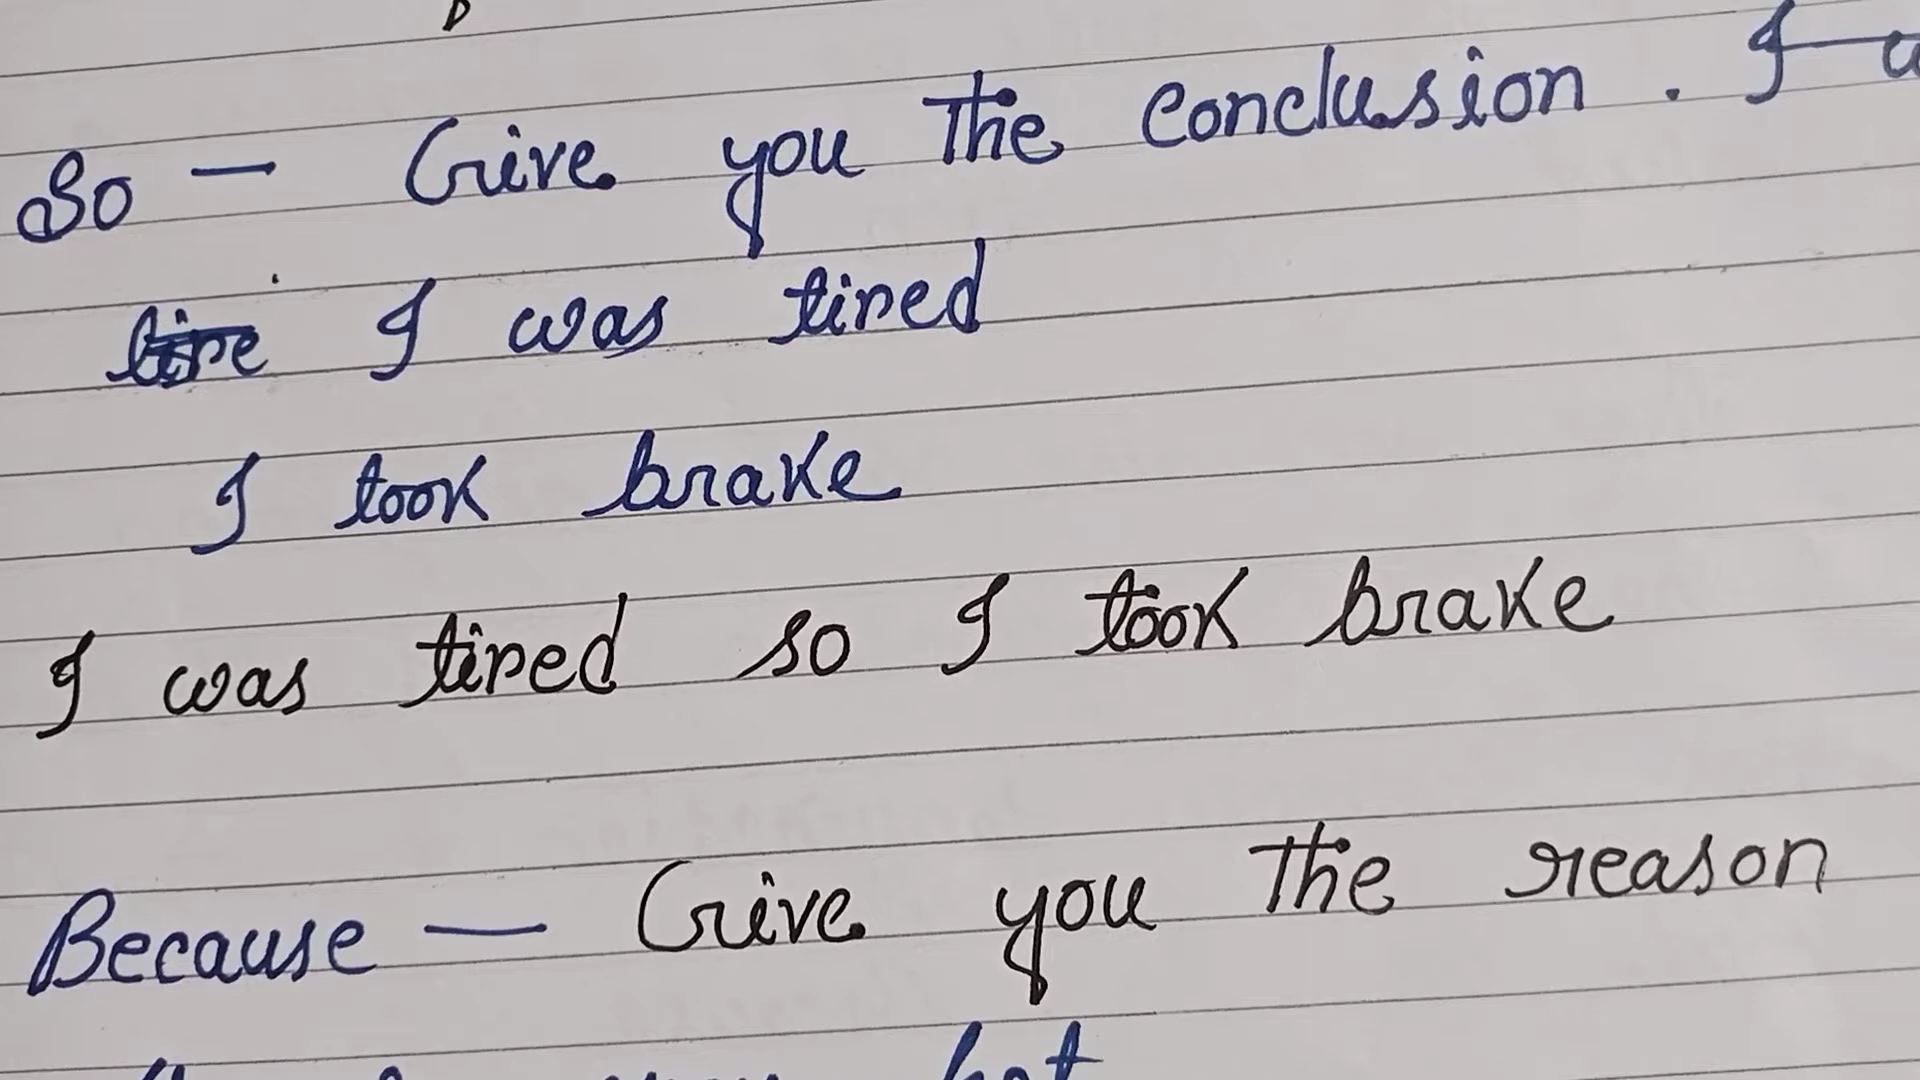 So — Give you the conclusion. I
I was tired
I took brake
I was tired so I took brake
Because — Give you the reason
hot